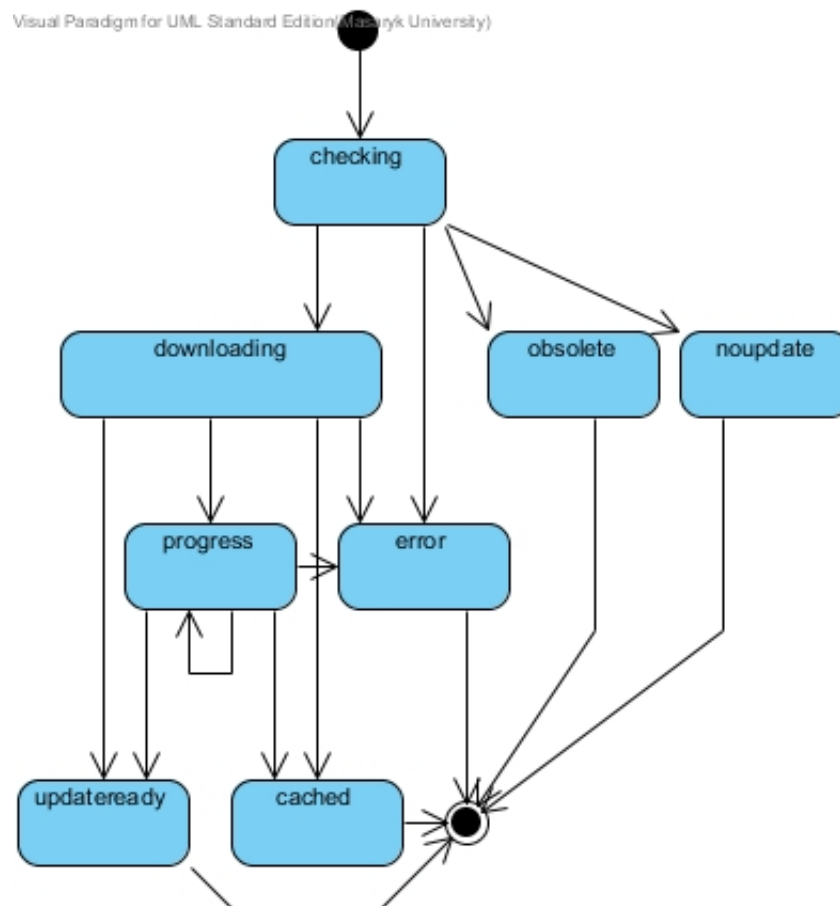 Visual Paradigm for UML Standard Edition(Masaryk University)
checking
downloading
obsolete
noupdate
progress
error
updateready
cached